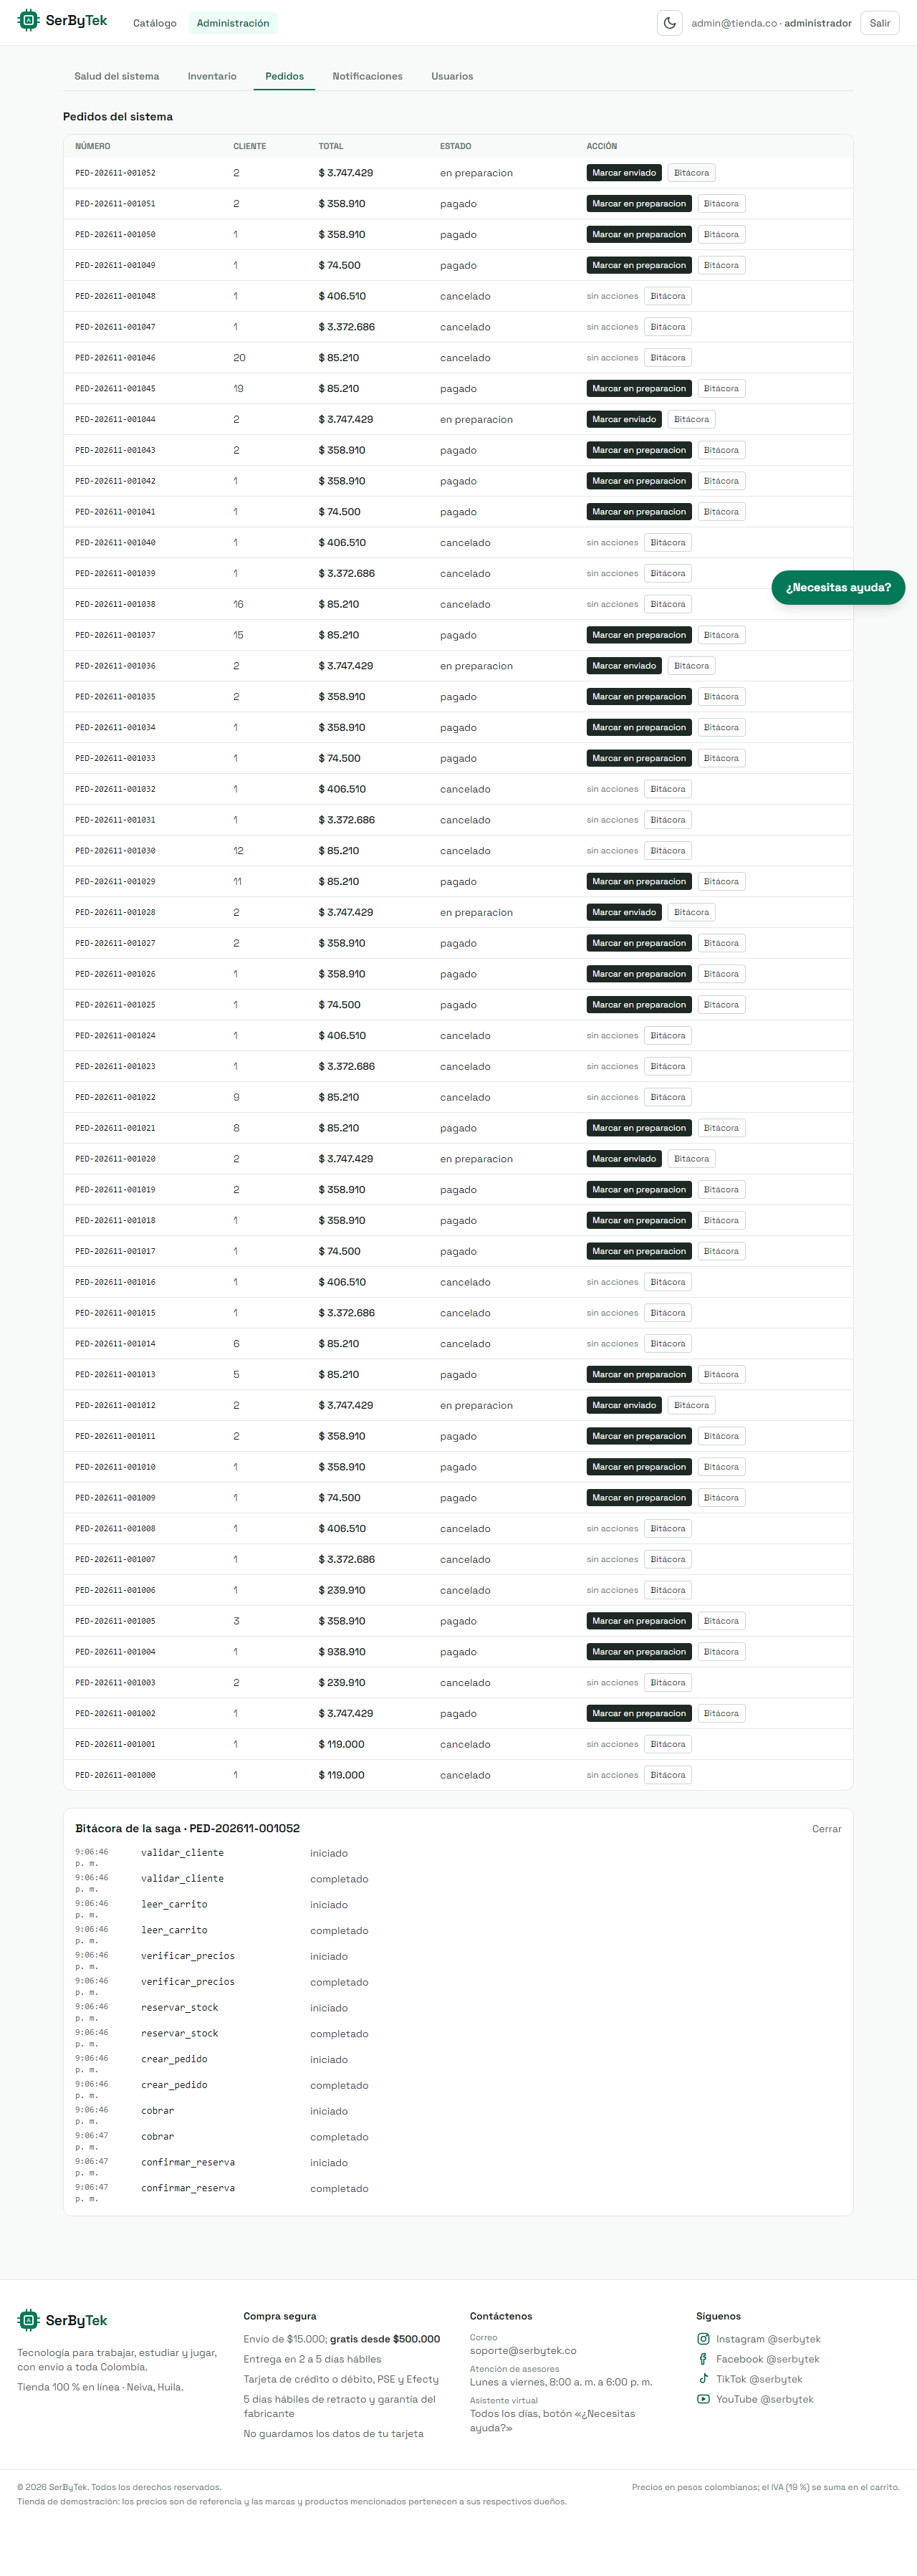 SerByTek Catálogo Administración admin@tienda.co · administrador Salir
Salud del sistema Inventario Pedidos Notificaciones Usuarios
Pedidos del sistema
NÚMERO CLIENTE TOTAL ESTADO ACCIÓN
PED-202611-001052 2 $ 3.747.429 en preparacion Marcar enviado Bitácora
PED-202611-001051 2 $ 358.910 pagado Marcar en preparacion Bitácora
PED-202611-001050 1 $ 358.910 pagado Marcar en preparacion Bitácora
PED-202611-001049 1 $ 74.500 pagado Marcar en preparacion Bitácora
PED-202611-001048 1 $ 406.510 cancelado sin acciones Bitácora
PED-202611-001047 1 $ 3.372.686 cancelado sin acciones Bitácora
PED-202611-001046 20 $ 85.210 cancelado sin acciones Bitácora
PED-202611-001045 19 $ 85.210 pagado Marcar en preparacion Bitácora
PED-202611-001044 2 $ 3.747.429 en preparacion Marcar enviado Bitácora
PED-202611-001043 2 $ 358.910 pagado Marcar en preparacion Bitácora
PED-202611-001042 1 $ 358.910 pagado Marcar en preparacion Bitácora
PED-202611-001041 1 $ 74.500 pagado Marcar en preparacion Bitácora
PED-202611-001040 1 $ 406.510 cancelado sin acciones Bitácora
PED-202611-001039 1 $ 3.372.686 cancelado sin acciones Bitácora
¿Necesitas ayuda?
PED-202611-001038 16 $ 85.210 cancelado sin acciones Bitácora
PED-202611-001037 15 $ 85.210 pagado Marcar en preparacion Bitácora
PED-202611-001036 2 $ 3.747.429 en preparacion Marcar enviado Bitácora
PED-202611-001035 2 $ 358.910 pagado Marcar en preparacion Bitácora
PED-202611-001034 1 $ 358.910 pagado Marcar en preparacion Bitácora
PED-202611-001033 1 $ 74.500 pagado Marcar en preparacion Bitácora
PED-202611-001032 1 $ 406.510 cancelado sin acciones Bitácora
PED-202611-001031 1 $ 3.372.686 cancelado sin acciones Bitácora
PED-202611-001030 12 $ 85.210 cancelado sin acciones Bitácora
PED-202611-001029 11 $ 85.210 pagado Marcar en preparacion Bitácora
PED-202611-001028 2 $ 3.747.429 en preparacion Marcar enviado Bitácora
PED-202611-001027 2 $ 358.910 pagado Marcar en preparacion Bitácora
PED-202611-001026 1 $ 358.910 pagado Marcar en preparacion Bitácora
PED-202611-001025 1 $ 74.500 pagado Marcar en preparacion Bitácora
PED-202611-001024 1 $ 406.510 cancelado sin acciones Bitácora
PED-202611-001023 1 $ 3.372.686 cancelado sin acciones Bitácora
PED-202611-001022 9 $ 85.210 cancelado sin acciones Bitácora
PED-202611-001021 8 $ 85.210 pagado Marcar en preparacion Bitácora
PED-202611-001020 2 $ 3.747.429 en preparacion Marcar enviado Bitácora
PED-202611-001019 2 $ 358.910 pagado Marcar en preparacion Bitácora
PED-202611-001018 1 $ 358.910 pagado Marcar en preparacion Bitácora
PED-202611-001017 1 $ 74.500 pagado Marcar en preparacion Bitácora
PED-202611-001016 1 $ 406.510 cancelado sin acciones Bitácora
PED-202611-001015 1 $ 3.372.686 cancelado sin acciones Bitácora
PED-202611-001014 6 $ 85.210 cancelado sin acciones Bitácora
PED-202611-001013 5 $ 85.210 pagado Marcar en preparacion Bitácora
PED-202611-001012 2 $ 3.747.429 en preparacion Marcar enviado Bitácora
PED-202611-001011 2 $ 358.910 pagado Marcar en preparacion Bitácora
PED-202611-001010 1 $ 358.910 pagado Marcar en preparacion Bitácora
PED-202611-001009 1 $ 74.500 pagado Marcar en preparacion Bitácora
PED-202611-001008 1 $ 406.510 cancelado sin acciones Bitácora
PED-202611-001007 1 $ 3.372.686 cancelado sin acciones Bitácora
PED-202611-001006 1 $ 239.910 cancelado sin acciones Bitácora
PED-202611-001005 3 $ 358.910 pagado Marcar en preparacion Bitácora
PED-202611-001004 1 $ 938.910 pagado Marcar en preparacion Bitácora
PED-202611-001003 2 $ 239.910 cancelado sin acciones Bitácora
PED-202611-001002 1 $ 3.747.429 pagado Marcar en preparacion Bitácora
PED-202611-001001 1 $ 119.000 cancelado sin acciones Bitácora
PED-202611-001000 1 $ 119.000 cancelado sin acciones Bitácora
Bitácora de la saga · PED-202611-001052 Cerrar
9:06:46 p. m. validar_cliente iniciado
9:06:46 p. m. validar_cliente completado
9:06:46 p. m. leer_carrito iniciado
9:06:46 p. m. leer_carrito completado
9:06:46 p. m. verificar_precios iniciado
9:06:46 p. m. verificar_precios completado
9:06:46 p. m. reservar_stock iniciado
9:06:46 p. m. reservar_stock completado
9:06:46 p. m. crear_pedido iniciado
9:06:46 p. m. crear_pedido completado
9:06:46 p. m. cobrar iniciado
9:06:47 p. m. cobrar completado
9:06:47 p. m. confirmar_reserva iniciado
9:06:47 p. m. confirmar_reserva completado
SerByTek
Tecnología para trabajar, estudiar y jugar,
con envío a toda Colombia.
Tienda 100 % en línea · Neiva, Huila.
Compra segura
Envío de $15.000; gratis desde $500.000
Entrega en 2 a 5 días hábiles
Tarjeta de crédito o débito, PSE y Efecty
5 días hábiles de retracto y garantía del
fabricante
No guardamos los datos de tu tarjeta
Contáctenos
Correo
soporte@serbytek.co
Atención de asesores
Lunes a viernes, 8:00 a. m. a 6:00 p. m.
Asistente virtual
Todos los días, botón «¿Necesitas
ayuda?»
Síguenos
Instagram @serbytek
Facebook @serbytek
TikTok @serbytek
YouTube @serbytek
© 2026 SerByTek. Todos los derechos reservados. Precios en pesos colombianos; el IVA (19 %) se suma en el carrito.
Tienda de demostración: los precios son de referencia y las marcas y productos mencionados pertenecen a sus respectivos dueños.